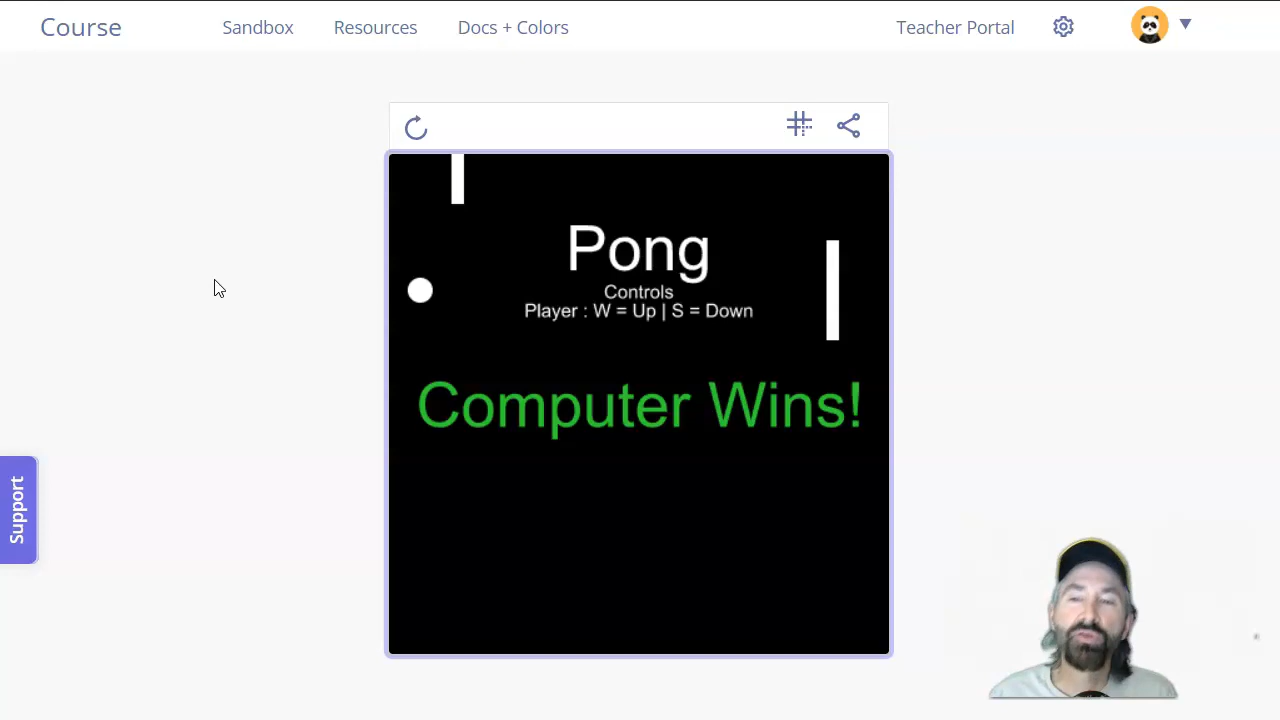 Course
Sandbox
Resources
Docs + Colors
Teacher Portal
Pong
Controls
Player : W = Up | S = Down
Computer Wins!
Support